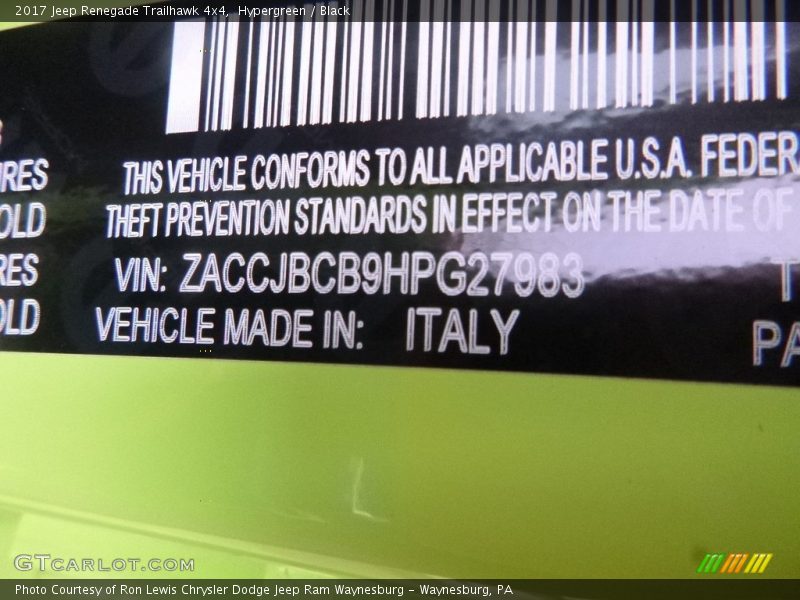 2017 Jeep Renegade Trailhawk 4x4, Hypergreen / Black
IRES
THIS VEHICLE CONFORMS TO ALL APPLICABLE U.S.A. FEDER
OLD
THEFT PREVENTION STANDARDS IN EFFECT ON THE DATE OF
RES
VIN: ZACCJBCB9HPG27983
T
OLD
VEHICLE MADE IN: ITALY
PA
GTCARLOT.COM
Photo Courtesy of Ron Lewis Chrysler Dodge Jeep Ram Waynesburg – Waynesburg, PA